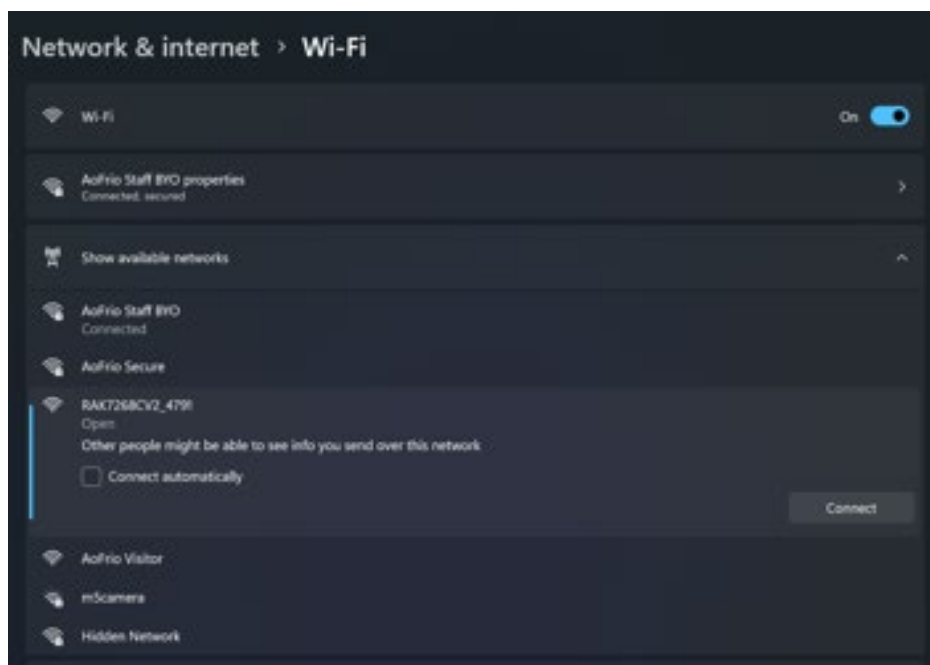 Network & internet > Wi-Fi
Wi-Fi
On
AoFrio Staff BYO properties
Connected, secured
Show available networks
AoFrio Staff BYO
Connected
AoFrio Secure
RAK7268CV2_4791
Open
Other people might be able to see info you send over this network
Connect automatically
Connect
AoFrio Visitor
m5camera
Hidden Network